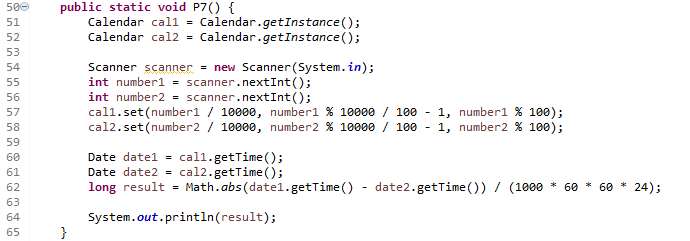 50 public static void P7() {
51 Calendar cal1 = Calendar.getInstance();
52 Calendar cal2 = Calendar.getInstance();
53
54 Scanner scanner = new Scanner(System.in);
55 int number1 = scanner.nextInt();
56 int number2 = scanner.nextInt();
57 cal1.set(number1 / 10000, number1 % 10000 / 100 - 1, number1 % 100);
58 cal2.set(number2 / 10000, number2 % 10000 / 100 - 1, number2 % 100);
59
60 Date date1 = cal1.getTime();
61 Date date2 = cal2.getTime();
62 long result = Math.abs(date1.getTime() - date2.getTime()) / (1000 * 60 * 60 * 24);
63
64 System.out.println(result);
65 }